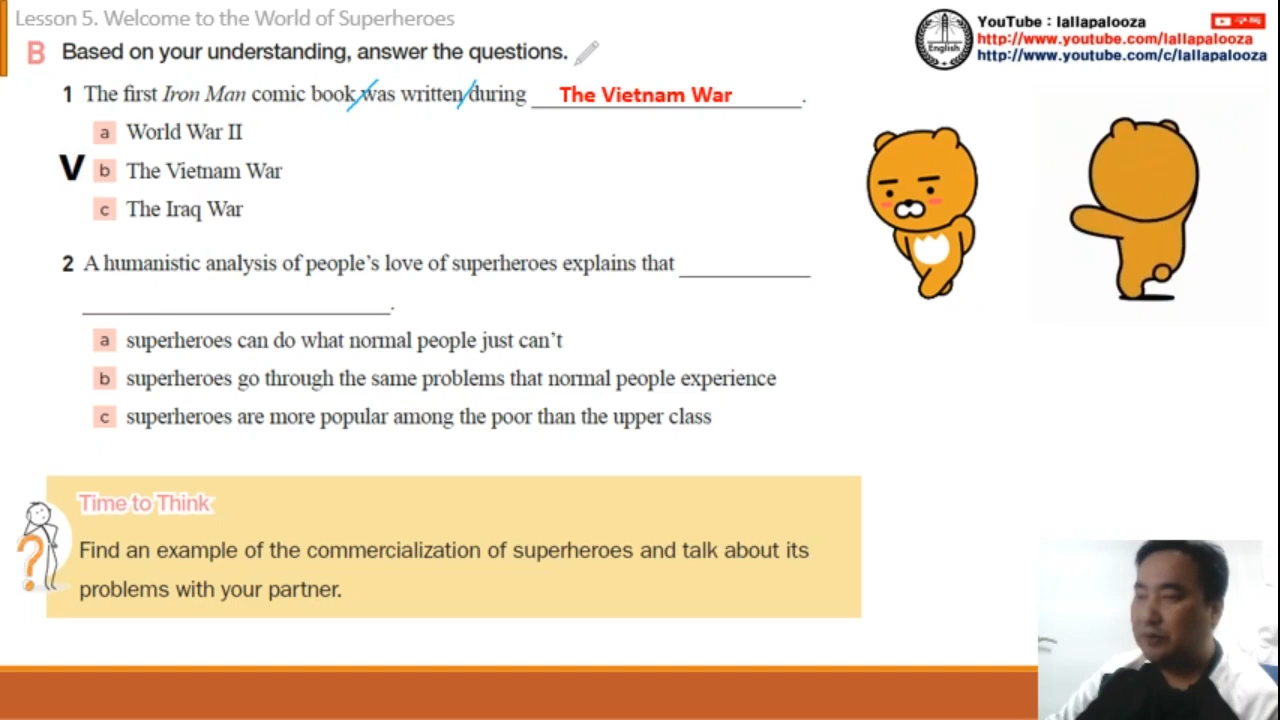 Lesson 5. Welcome to the World of Superheroes
YouTube : lallapalooza
http://www.youtube.com/lallapalooza
http://www.youtube.com/c/lallapalooza
English
B Based on your understanding, answer the questions.
1 The first Iron Man comic book was written during The Vietnam War.
a World War II
V b The Vietnam War
c The Iraq War
2 A humanistic analysis of people's love of superheroes explains that ____________
____________________________.
a superheroes can do what normal people just can't
b superheroes go through the same problems that normal people experience
c superheroes are more popular among the poor than the upper class
Time to Think
?
Find an example of the commercialization of superheroes and talk about its
problems with your partner.